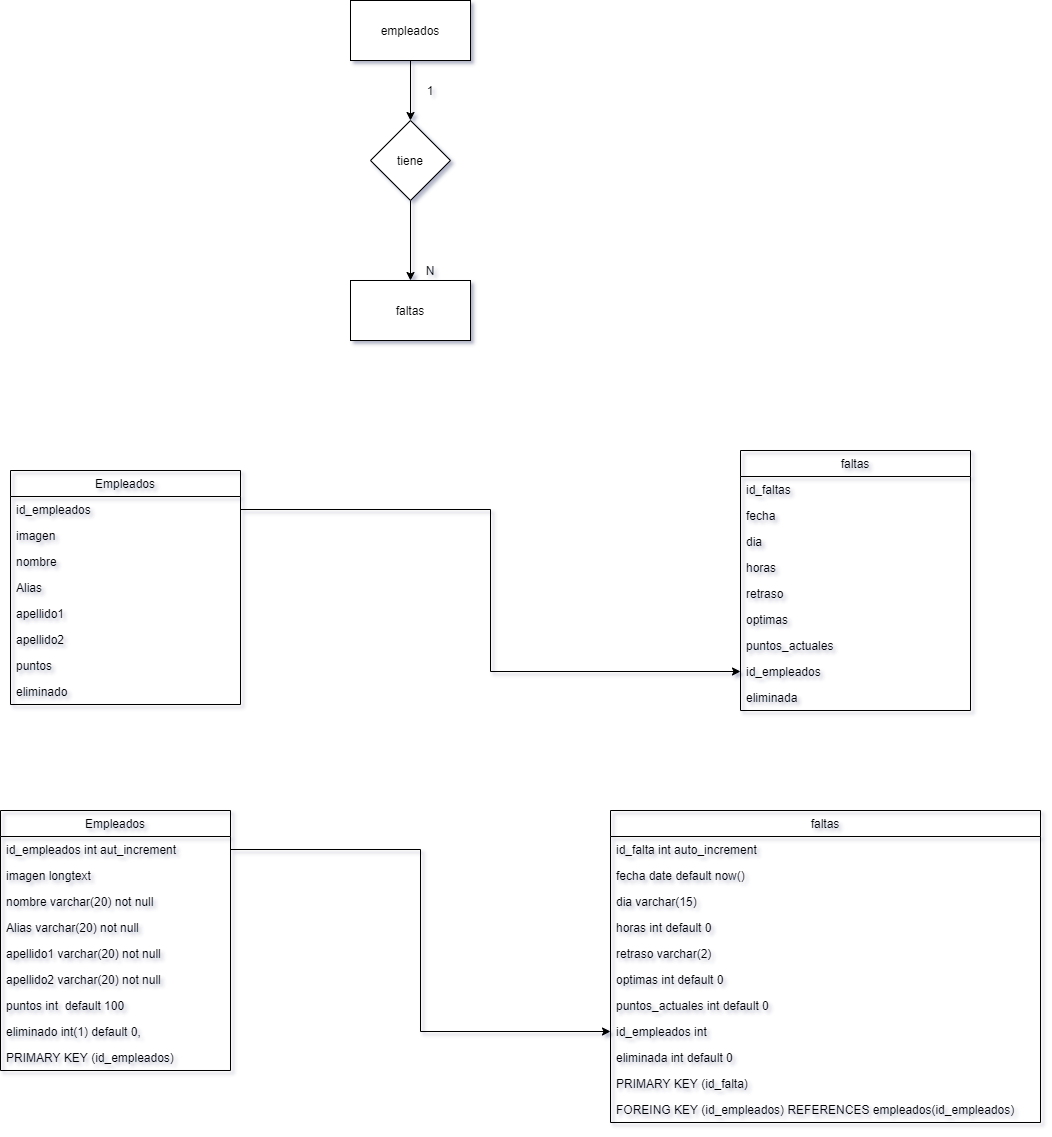 empleados
1
tiene
N
faltas
Empleados
id_empleados
imagen
nombre
Alias
apellido1
apellido2
puntos
eliminado
faltas
id_faltas
fecha
dia
horas
retraso
optimas
puntos_actuales
id_empleados
eliminada
Empleados
id_empleados int aut_increment
imagen longtext
nombre varchar(20) not null
Alias varchar(20) not null
apellido1 varchar(20) not null
apellido2 varchar(20) not null
puntos int  default 100
eliminado int(1) default 0,
PRIMARY KEY (id_empleados)
faltas
id_falta int auto_increment
fecha date default now()
dia varchar(15)
horas int default 0
retraso varchar(2)
optimas int default 0
puntos_actuales int default 0
id_empleados int
eliminada int default 0
PRIMARY KEY (id_falta)
FOREING KEY (id_empleados) REFERENCES empleados(id_empleados)